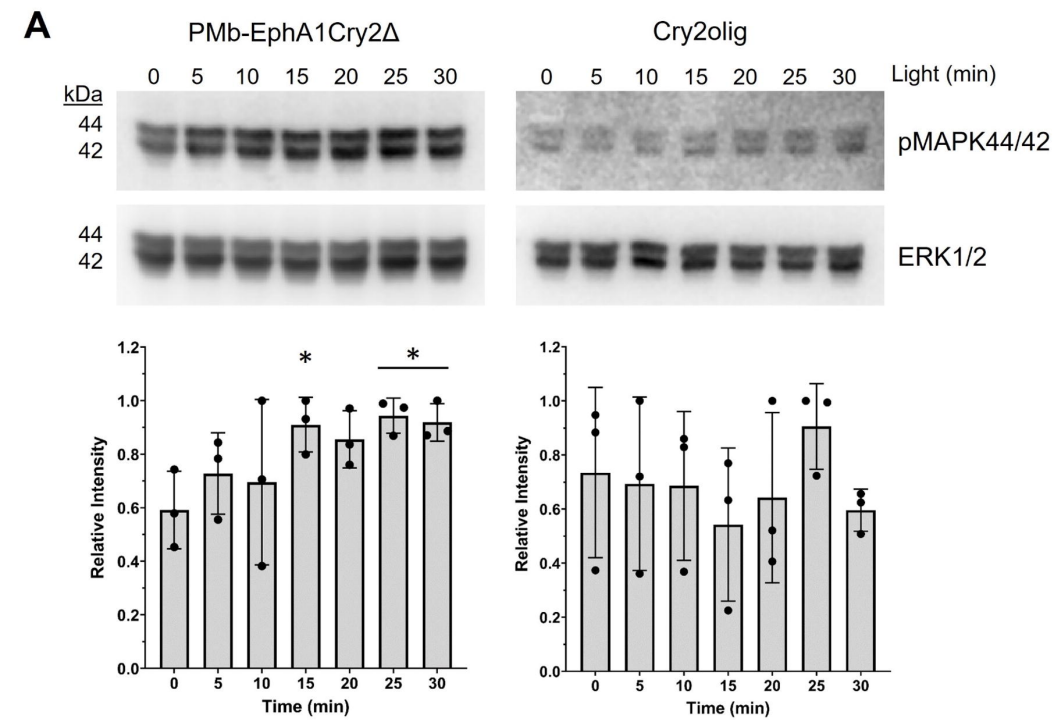 A
PMb-EphA1Cry2Δ
Cry2olig
0 5 10 15 20 25 30
0 5 10 15 20 25 30
Light (min)
kDa
44
42
pMAPK44/42
44
42
ERK1/2
1.2
1.0
0.8
0.6
0.4
0.2
0.0
Relative Intensity
*
*
0 5 10 15 20 25 30
Time (min)
1.2
1.0
0.8
0.6
0.4
0.2
0.0
Relative Intensity
0 5 10 15 20 25 30
Time (min)